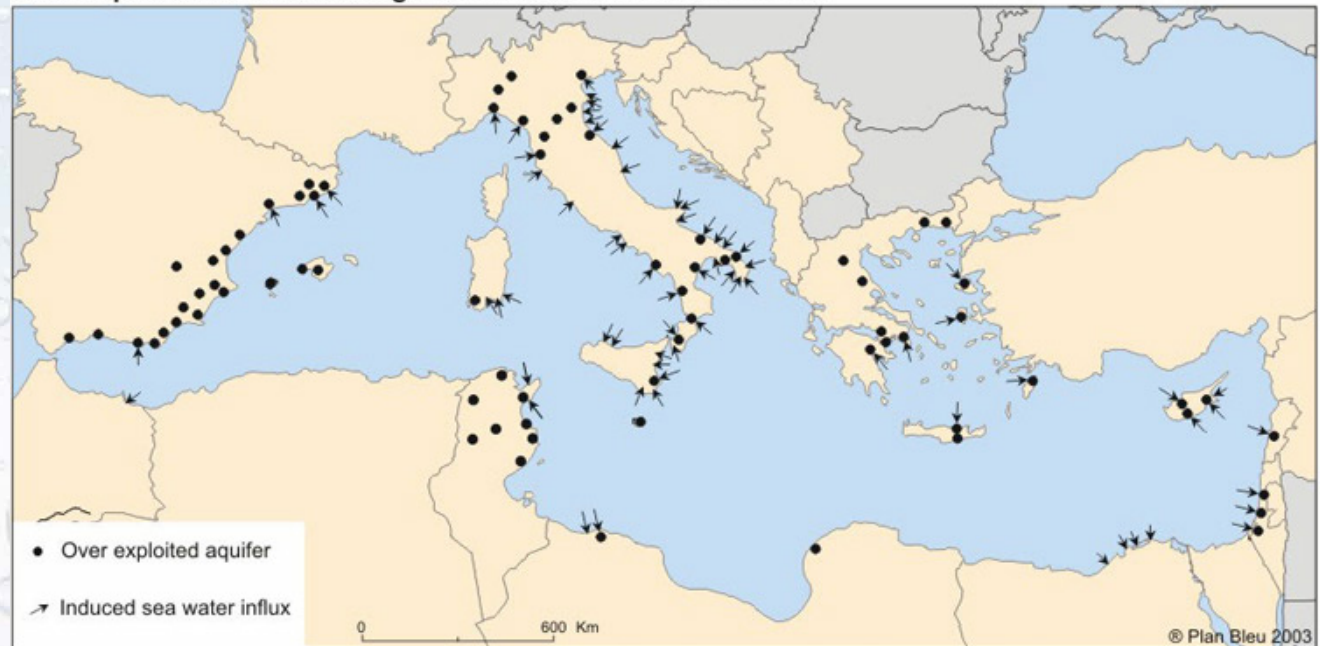 Over exploited aquifer
Induced sea water influx
0 600 Km
® Plan Bleu 2003